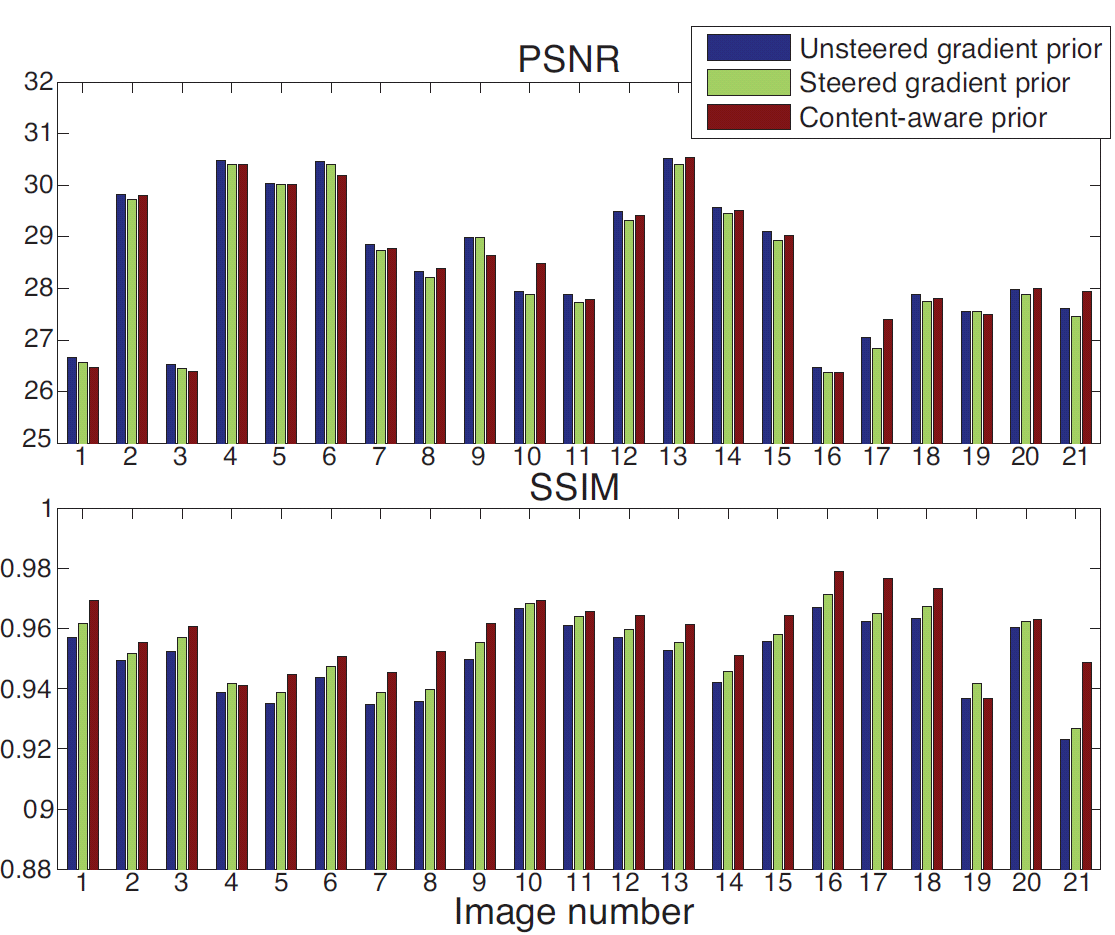 PSNR
Unsteered gradient prior
Steered gradient prior
Content-aware prior
32
31
30
29
28
27
26
25
1 2 3 4 5 6 7 8 9 10 11 12 13 14 15 16 17 18 19 20 21
SSIM
1
0.98
0.96
0.94
0.92
0.9
0.88
1 2 3 4 5 6 7 8 9 10 11 12 13 14 15 16 17 18 19 20 21
Image number